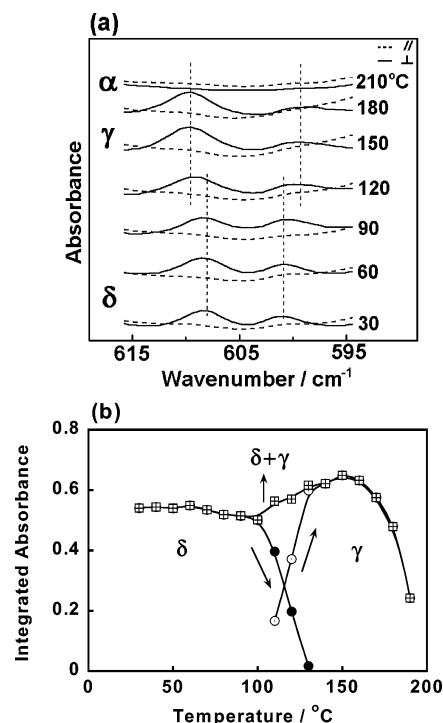 (a)
---- //
— ⊥
α 210°C
180
γ 150
120
90
60
δ 30
Absorbance
615 605 595
Wavenumber / cm⁻¹
(b)
0.8
δ+γ
0.6
δ γ
0.4
0.2
0
Integrated Absorbance
0 50 100 150 200
Temperature / °C